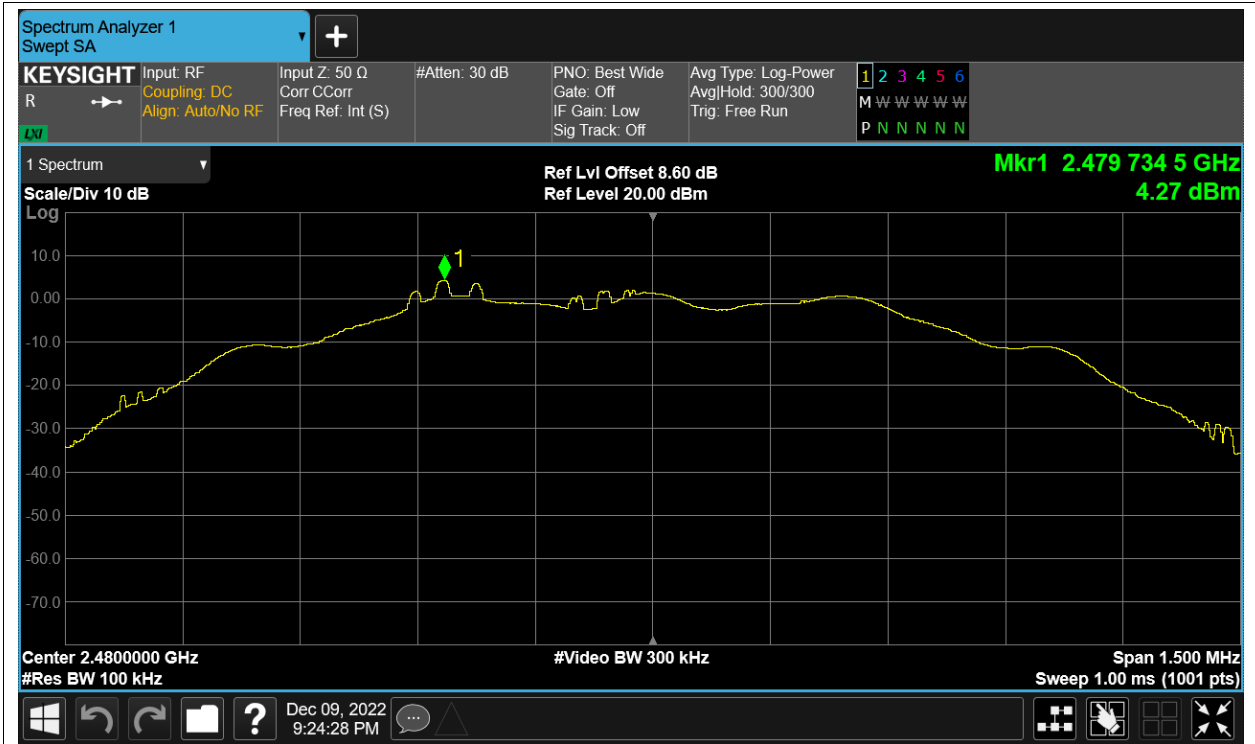 Spectrum Analyzer 1
Swept SA
KEYSIGHT
R
LXI
Input: RF
Coupling: DC
Align: Auto/No RF
Input Z: 50 Ω
Corr CCorr
Freq Ref: Int (S)
#Atten: 30 dB
PNO: Best Wide
Gate: Off
IF Gain: Low
Sig Track: Off
Avg Type: Log-Power
Avg|Hold: 300/300
Trig: Free Run
1 2 3 4 5 6
M W W W W W
P N N N N N
1 Spectrum
Scale/Div 10 dB
Log
Ref Lvl Offset 8.60 dB
Ref Level 20.00 dBm
Mkr1 2.479 734 5 GHz
4.27 dBm
1
10.0
0.00
-10.0
-20.0
-30.0
-40.0
-50.0
-60.0
-70.0
Center 2.4800000 GHz
#Res BW 100 kHz
#Video BW 300 kHz
Span 1.500 MHz
Sweep 1.00 ms (1001 pts)
?
Dec 09, 2022
9:24:28 PM